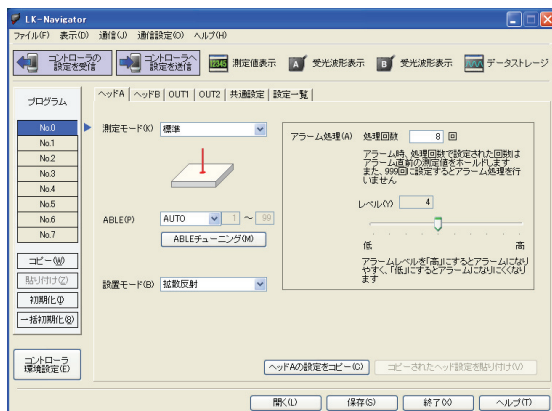 LK-Navigator
ファイル(F) 表示(D) 通信(J) 通信設定(O) ヘルプ(H)
コントローラの設定を受信
コントローラへ設定を送信
12345 測定値表示
A 受光波形表示
B 受光波形表示
データストレージ
プログラム
No.0
No.1
No.2
No.3
No.4
No.5
No.6
No.7
コピー(W)
貼り付け(Z)
初期化(I)
一括初期化(8)
コントローラ
環境設定(E)
ヘッドA ヘッドB OUT1 OUT2 共通設定 設定一覧
測定モード(K) 標準
ABLE(P) AUTO 1 ～ 99
ABLEチューニング(M)
設置モード(B) 拡散反射
アラーム処理(A) 処理回数 8 回
アラーム時、処理回数で設定された回数は
アラーム直前の測定値をホールドします
また、999回に設定するとアラーム処理を行
いません
レベル(Y) 4
低 高
アラームレベルを「高」にするとアラームになり
やすく、「低」にするとアラームになりにくくなり
ます
ヘッドAの設定をコピー(C)
コピーされたヘッド設定を貼り付け(V)
開く(L) 保存(S) 終了(X) ヘルプ(T)